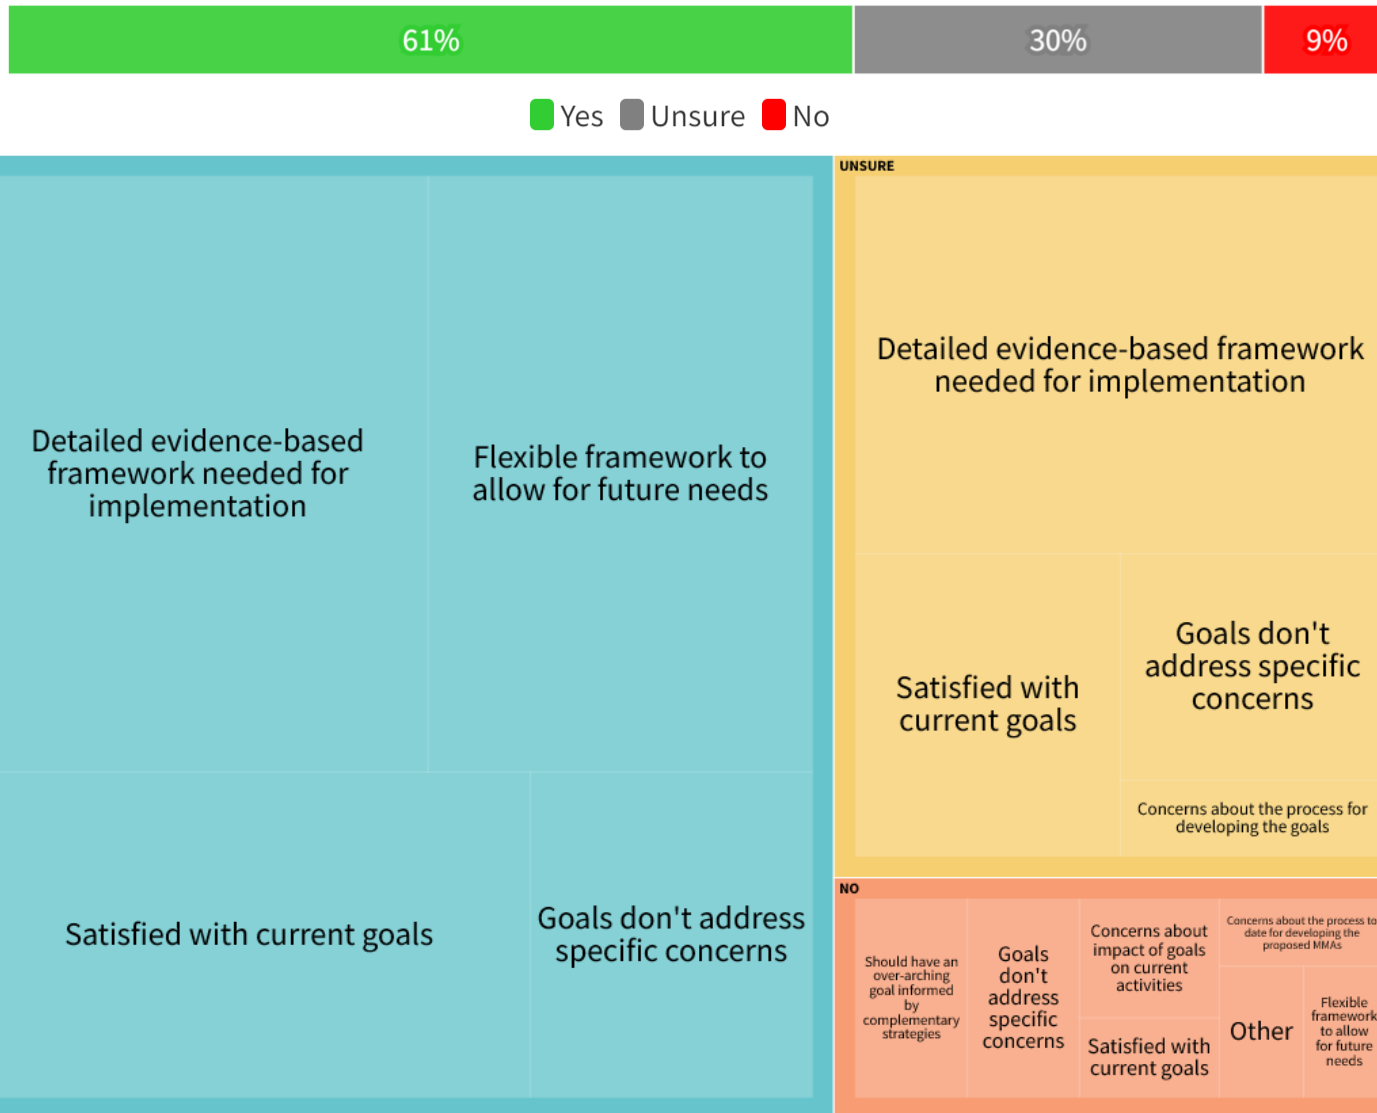 61%
30%
9%
Yes
Unsure
No
Detailed evidence-based
framework needed for
implementation
Flexible framework to
allow for future needs
Satisfied with current goals
Goals don't address
specific concerns
UNSURE
Detailed evidence-based framework
needed for implementation
Satisfied with
current goals
Goals don't
address specific
concerns
Concerns about the process for
developing the goals
NO
Should have an
over-arching
goal informed
by
complementary
strategies
Goals
don't
address
specific
concerns
Concerns about
impact of goals
on current
activities
Satisfied with
current goals
Concerns about the process to
date for developing the
proposed MMAs
Other
Flexible
framework
to allow
for future
needs